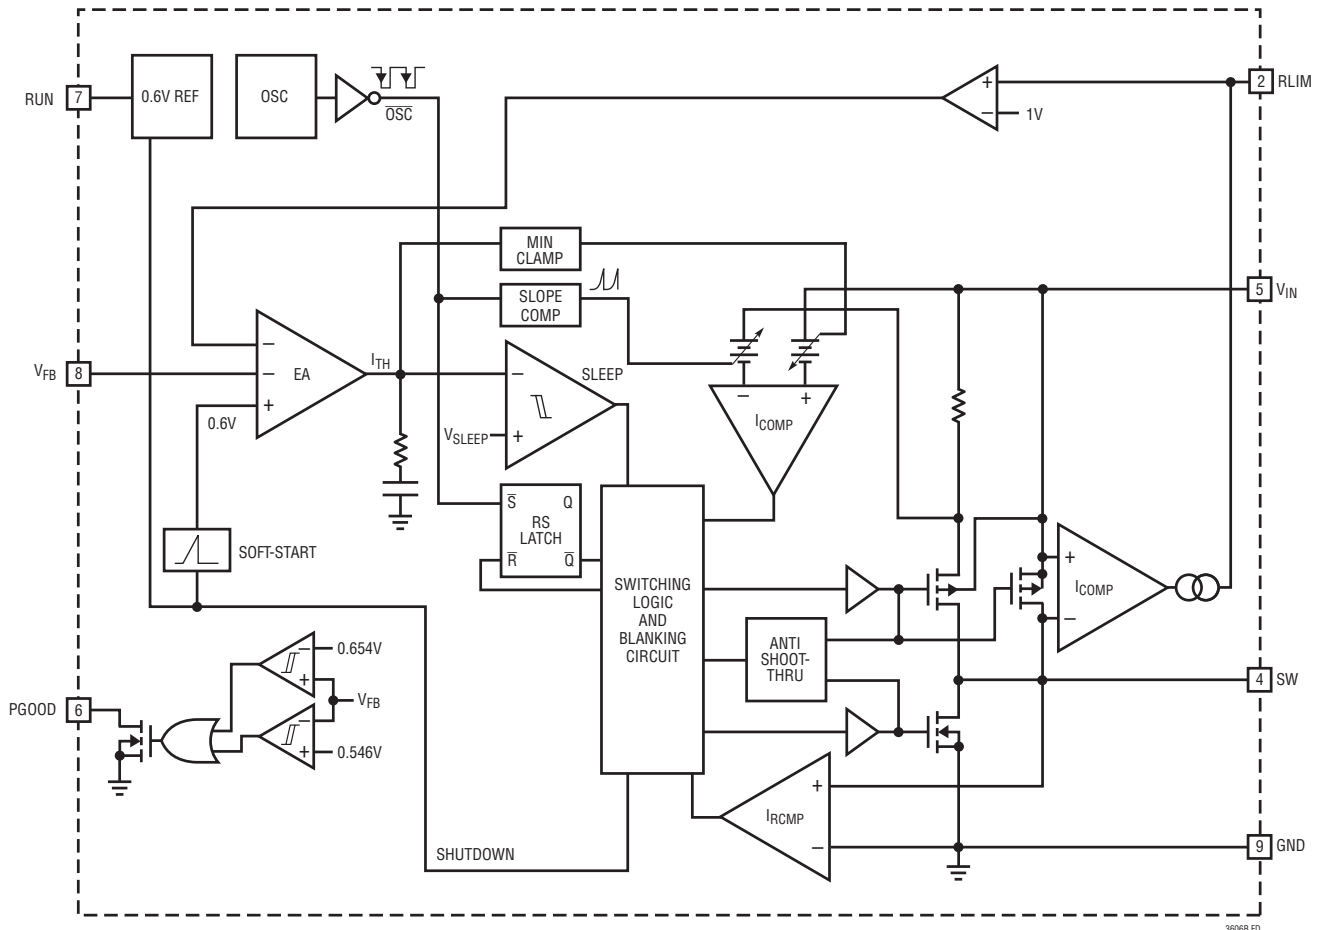 RUN
7
0.6V REF
OSC
OSC
+
−
1V
2
RLIM
MIN
CLAMP
SLOPE
COMP
5
VIN
VFB
8
−
−
+
EA
ITH
0.6V
−
+
SLEEP
VSLEEP
−
+
ICOMP
S
Q
RS
LATCH
R
Q
SOFT-START
SWITCHING
LOGIC
AND
BLANKING
CIRCUIT
ANTI
SHOOT-
THRU
+
−
ICOMP
4
SW
PGOOD
6
−
+
0.654V
VFB
−
+
0.546V
IRCMP
+
−
9
GND
SHUTDOWN
3606B FD